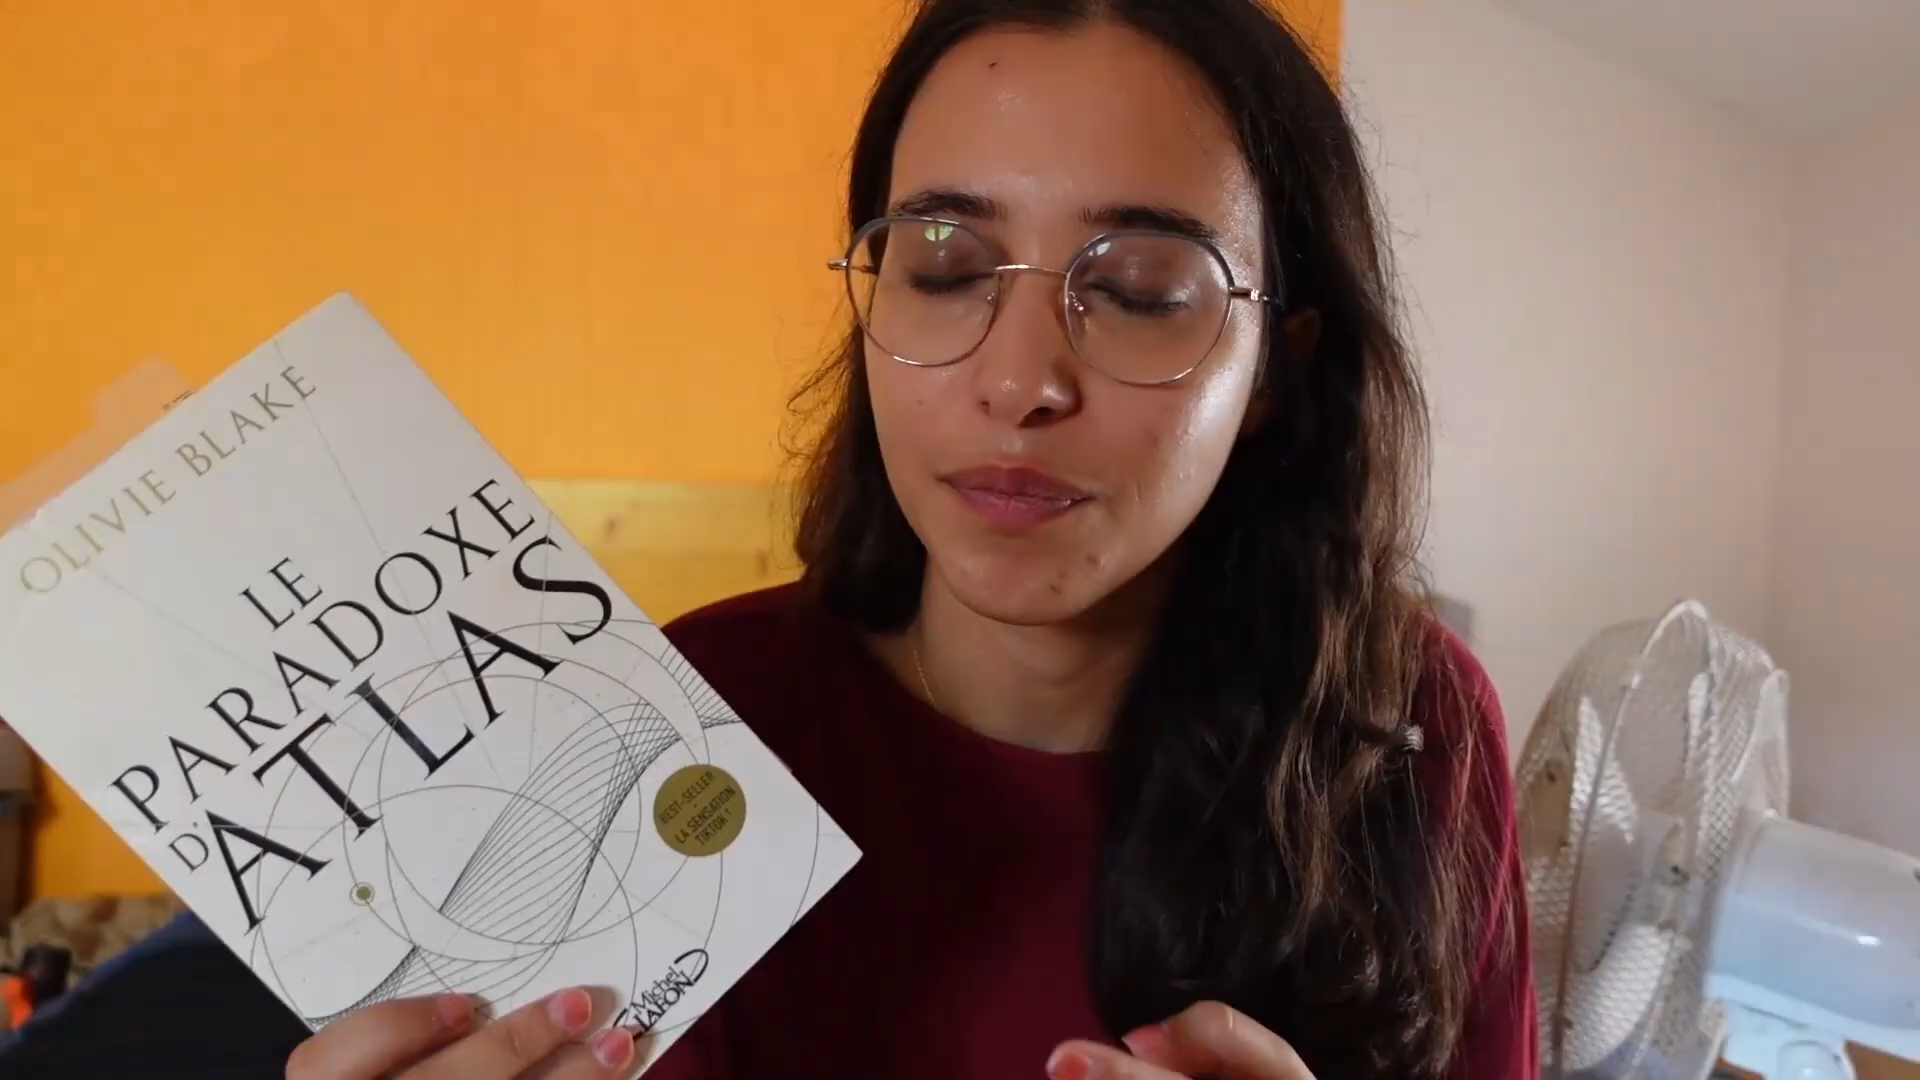 OLIVIE BLAKE
LE
PARADOXE
D'ATLAS
BEST-SELLER
-
LA SENSATION
TIKTOK !
Michel
LAFON